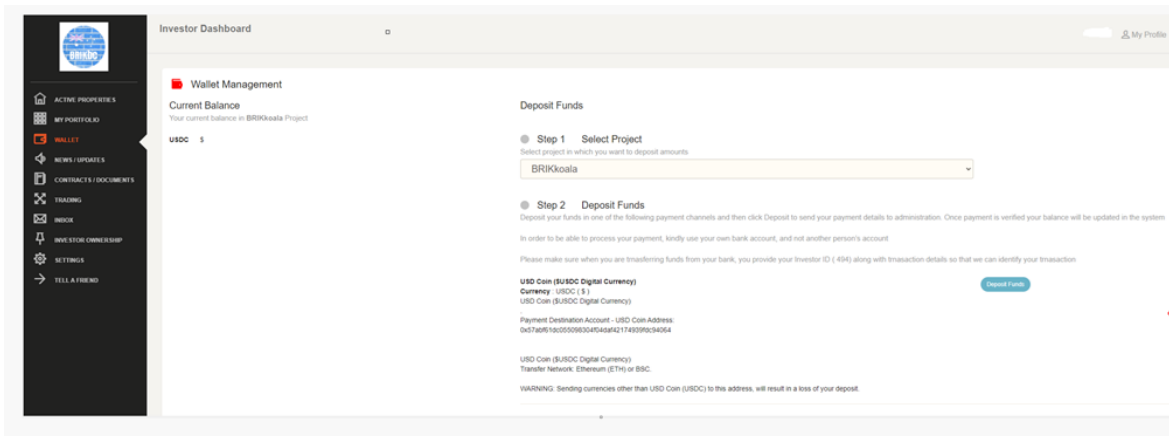 BRIKBC
Investor Dashboard
My Profile
ACTIVE PROPERTIES
MY PORTFOLIO
WALLET
NEWS / UPDATES
CONTRACTS / DOCUMENTS
TRADING
INBOX
INVESTOR OWNERSHIP
SETTINGS
TELL A FRIEND
Wallet Management
Current Balance
Your current balance in BRIKkoala Project
USDC $
Deposit Funds
Step 1 Select Project
Select project in which you want to deposit amounts
BRIKkoala
Step 2 Deposit Funds
Deposit your funds in one of the following payment channels and then click Deposit to send your payment details to administration. Once payment is verified your balance will be updated in the system
In order to be able to process your payment, kindly use your own bank account, and not another person's account
Please make sure when you are tmasferring funds from your bank, you provide your Investor ID ( 494) along with tmasaction details so that we can identify your tmasaction
USD Coin ($USDC Digital Currency)
Currency : USDC ( $ )
USD Coin ($USDC Digital Currency)
Deposit Funds
Payment Destination Account - USD Coin Address:
USD Coin ($USDC Digital Currency)
Transfer Network: Ethereum (ETH) or BSC.
WARNING: Sending currencies other than USD Coin (USDC) to this address, will result in a loss of your deposit.